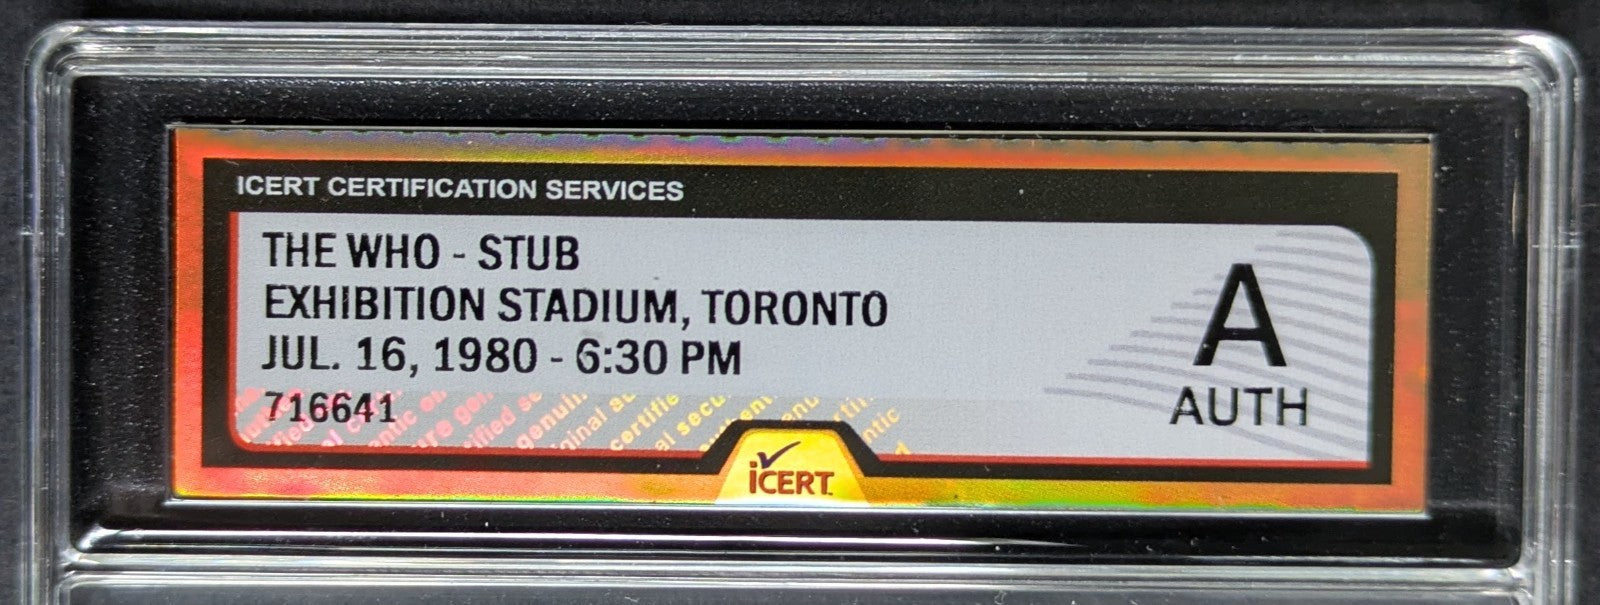 ICERT CERTIFICATION SERVICES
THE WHO - STUB
EXHIBITION STADIUM, TORONTO
JUL. 16, 1980 - 6:30 PM
716641
A
AUTH
iCERT